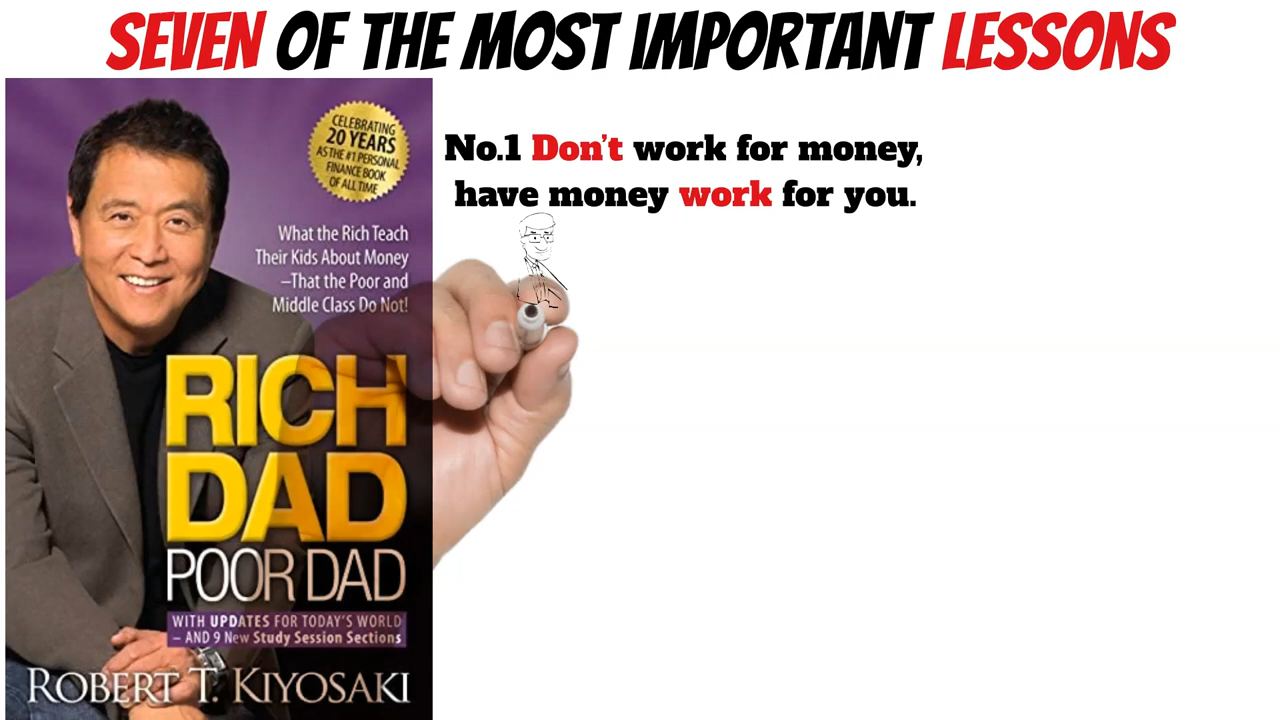 SEVEN OF THE MOST IMPORTANT LESSONS
CELEBRATING
20 YEARS
AS THE #1 PERSONAL
FINANCE BOOK
OF ALL TIME
What the Rich Teach
Their Kids About Money
–That the Poor and
Middle Class Do Not!
RICH
DAD
POOR DAD
WITH UPDATES FOR TODAY'S WORLD
– AND 9 New Study Session Sections
ROBERT T. KIYOSAKI
No.1 Don't work for money,
have money work for you.